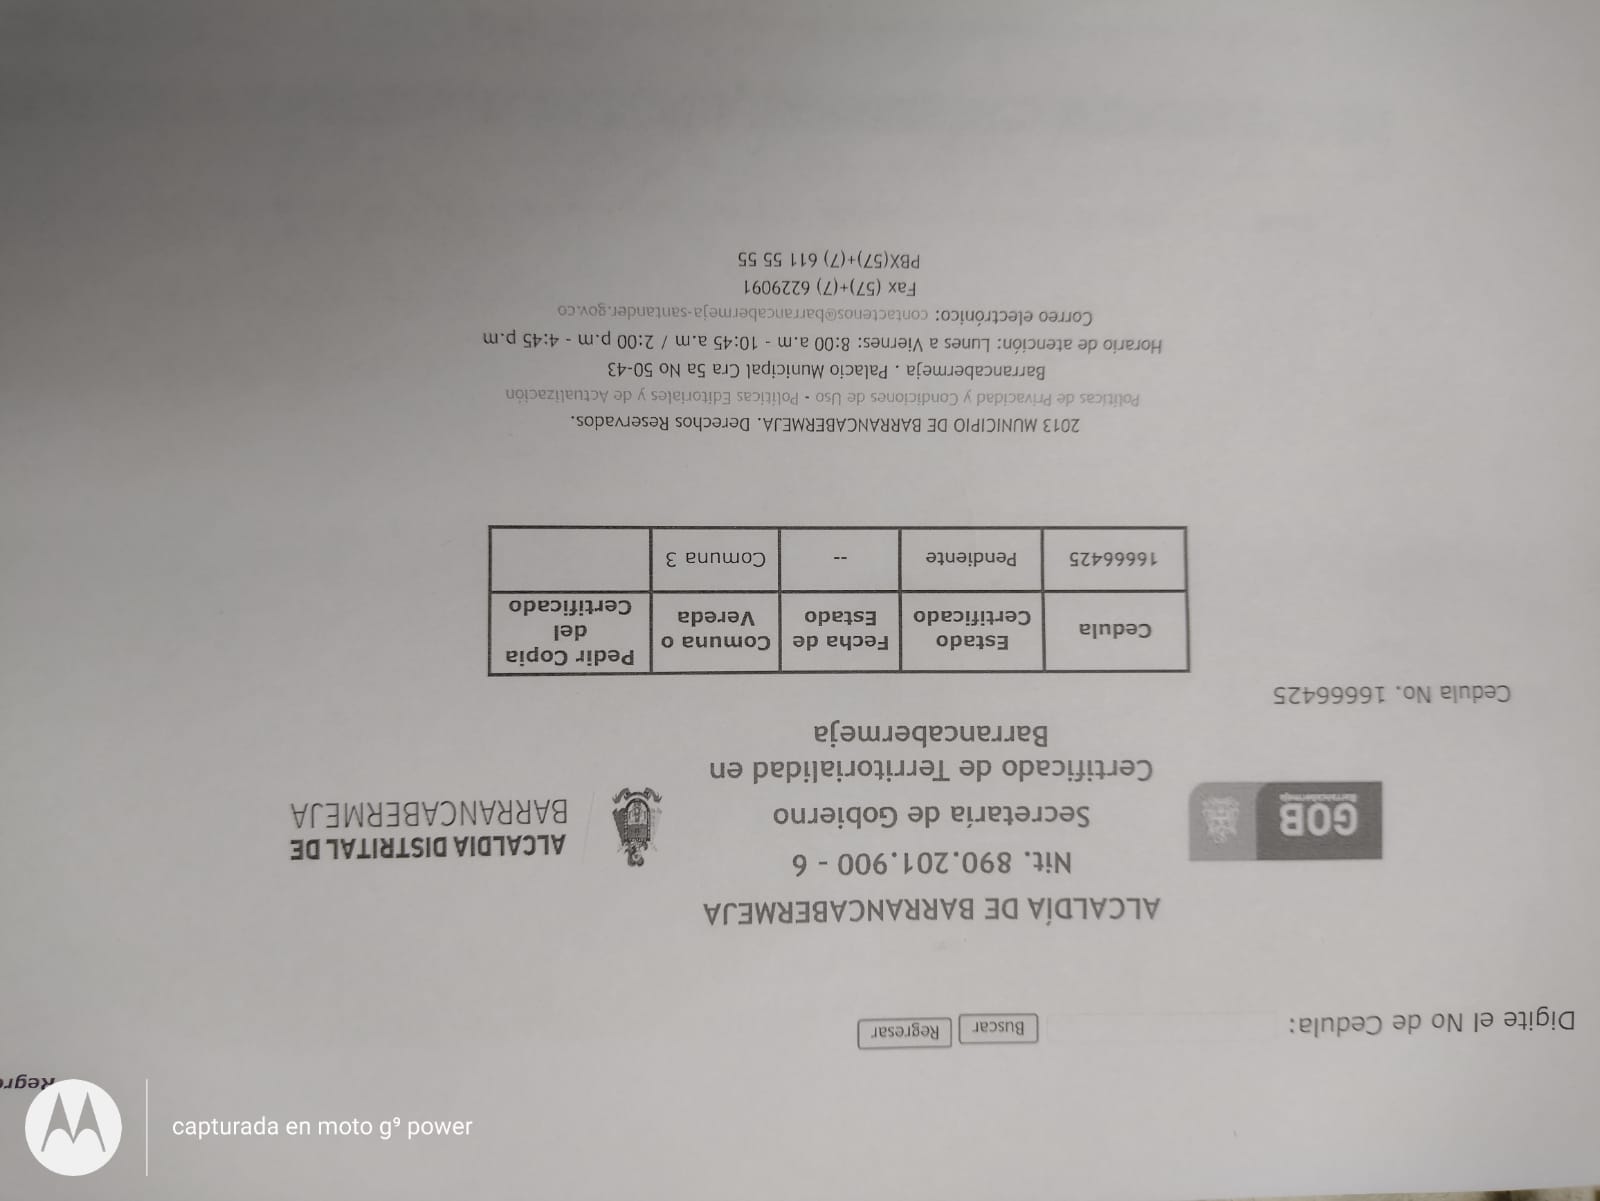 Regre
Digite el No de Cedula:
Buscar
Regresar
ALCALDÍA DE BARRANCABERMEJA
Nit. 890.201.900 - 6
Secretaría de Gobierno
Certificado de Territorialidad en
Barrancabermeja
GOB
Barrancabermeja
ALCALDIA DISTRITAL DE
BARRANCABERMEJA
Cedula No. 16666425
Cedula
Estado
Certificado
Fecha de
Estado
Comuna o
Vereda
Pedir Copia
del
Certificado
16666425
Pendiente
--
Comuna 3
2013 MUNICIPIO DE BARRANCABERMEJA. Derechos Reservados.
Políticas de Privacidad y Condiciones de Uso - Políticas Editoriales y de Actualización
Barrancabermeja . Palacio Municipal Cra 5a No 50-43
Horario de atención: Lunes a Viernes: 8:00 a.m - 10:45 a.m / 2:00 p.m - 4:45 p.m
Correo electrónico: contactenos@barrancabermeja-santander.gov.co
Fax (57)+(7) 6229091
PBX(57)+(7) 611 55 55
capturada en moto g⁹ power